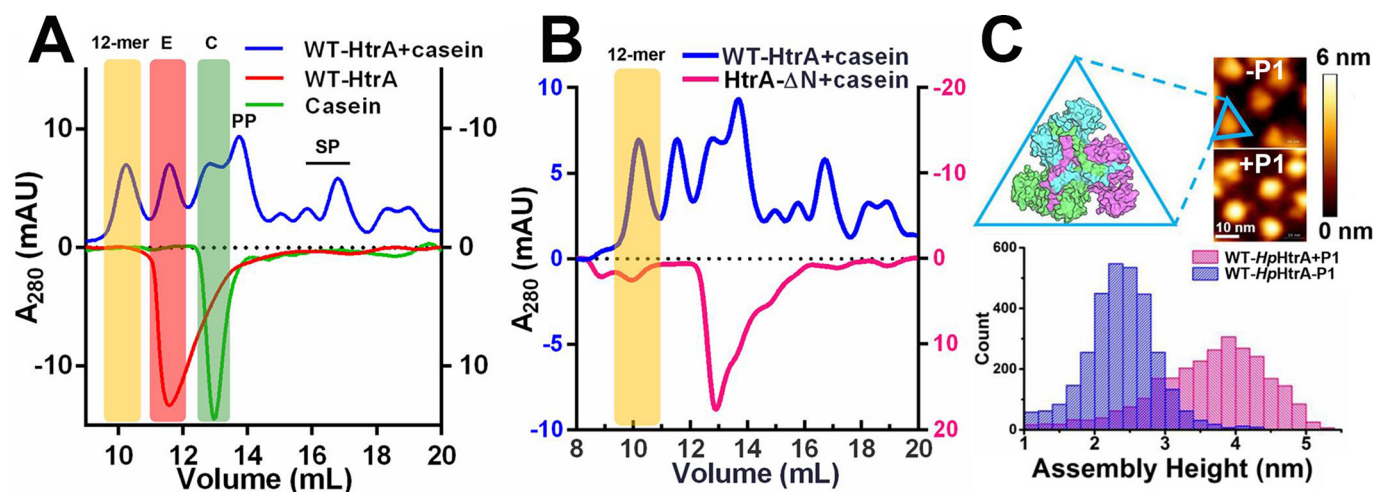 A
12-mer E C
WT-HtrA+casein
WT-HtrA
Casein
PP
SP
10
0
-10
-10
0
10
A280 (mAU)
10 12 14 16 18 20
Volume (mL)
B
12-mer
WT-HtrA+casein
HtrA-ΔN+casein
10
5
0
-5
-10
-20
-10
0
10
20
A280 (mAU)
8 10 12 14 16 18 20
Volume (mL)
C
-P1
+P1
10 nm
6 nm
0 nm
WT-HpHtrA+P1
WT-HpHtrA-P1
600
400
200
0
Count
1 2 3 4 5
Assembly Height (nm)